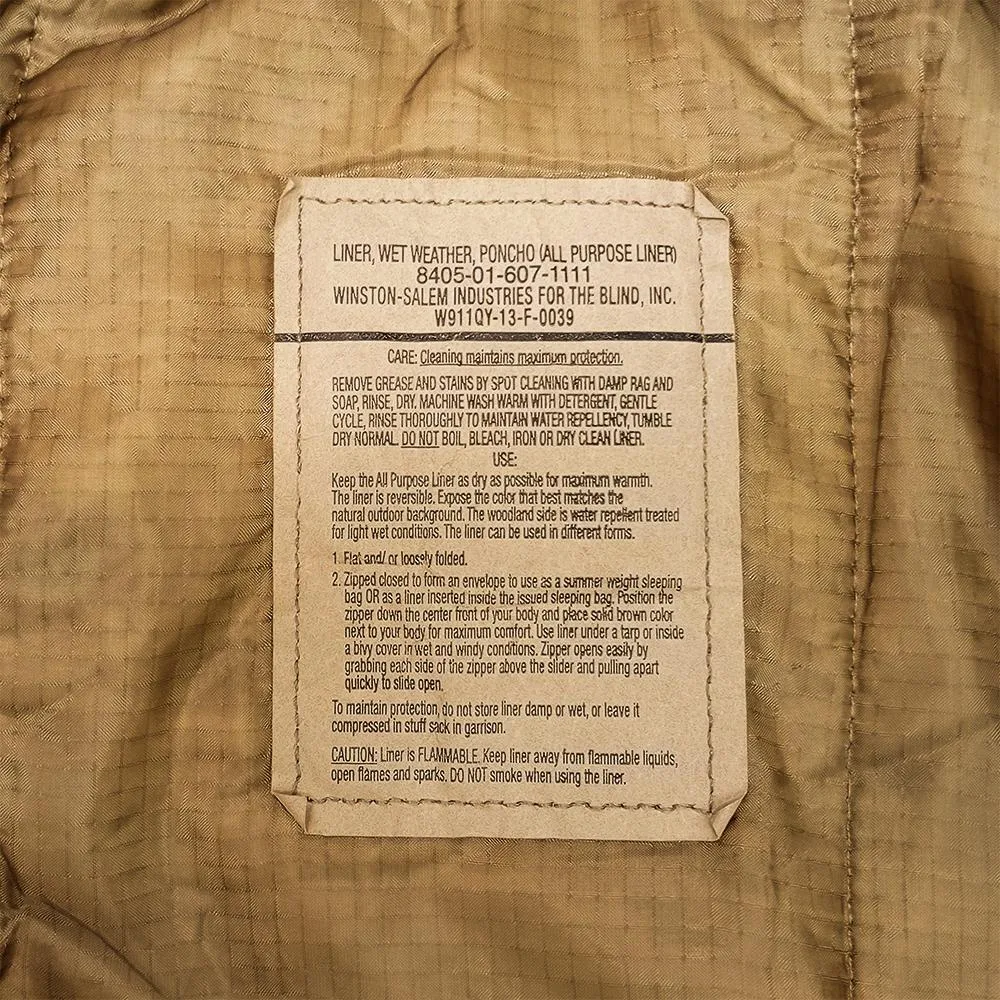 LINER, WET WEATHER, PONCHO (ALL PURPOSE LINER)
8405-01-607-1111
WINSTON-SALEM INDUSTRIES FOR THE BLIND, INC.
W911QY-13-F-0039
CARE: Cleaning maintains maximum protection.
REMOVE GREASE AND STAINS BY SPOT CLEANING WITH DAMP RAG AND
SOAP, RINSE, DRY. MACHINE WASH WARM WITH DETERGENT, GENTLE
CYCLE, RINSE THOROUGHLY TO MAINTAIN WATER REPELLENCY, TUMBLE
DRY NORMAL. DO NOT BOIL, BLEACH, IRON OR DRY CLEAN LINER.
USE:
Keep the All Purpose Liner as dry as possible for maximum warmth.
The liner is reversible. Expose the color that best matches the
natural outdoor background. The woodland side is water repellent treated
for light wet conditions. The liner can be used in different forms.
1. Flat and/ or loosely folded.
2. Zipped closed to form an envelope to use as a summer weight sleeping
bag OR as a liner inserted inside the issued sleeping bag. Position the
zipper down the center front of your body and place solid brown color
next to your body for maximum comfort. Use liner under a tarp or inside
a bivy cover in wet and windy conditions. Zipper opens easily by
grabbing each side of the zipper above the slider and pulling apart
quickly to slide open.
To maintain protection, do not store liner damp or wet, or leave it
compressed in stuff sack in garrison.
CAUTION: Liner is FLAMMABLE. Keep liner away from flammable liquids,
open flames and sparks. DO NOT smoke when using the liner.